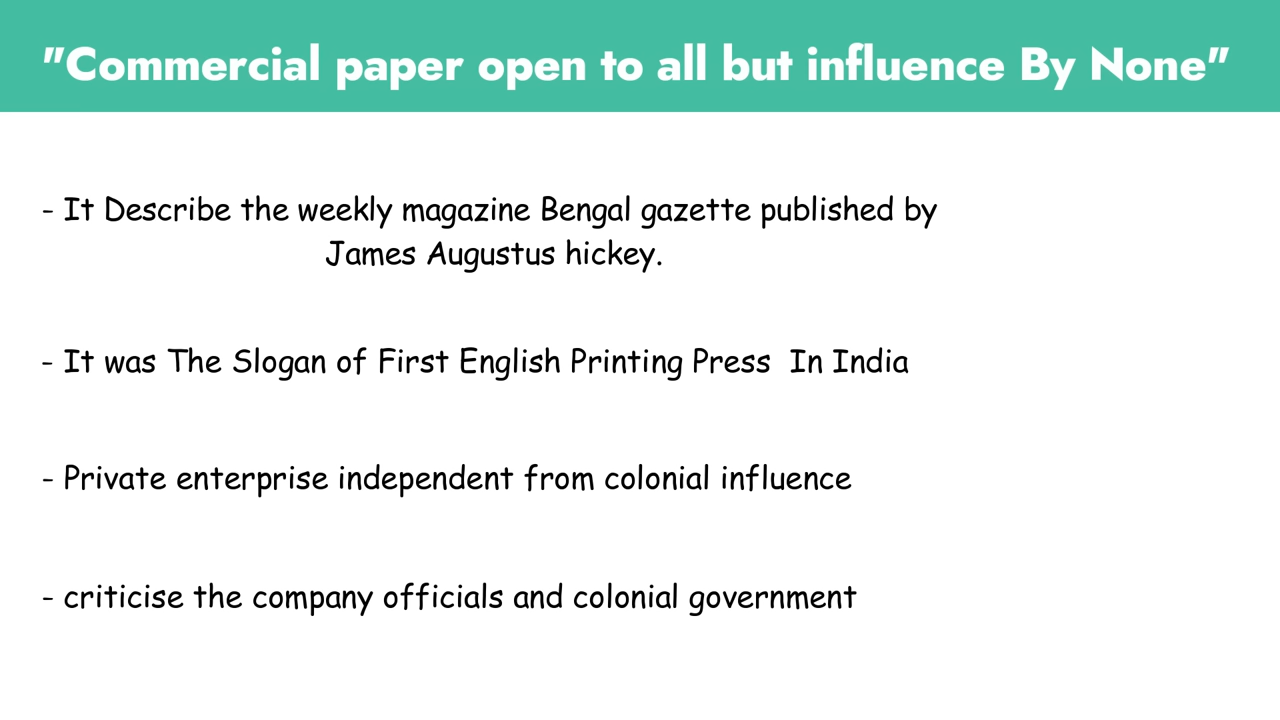 "Commercial paper open to all but influence By None"
- It Describe the weekly magazine Bengal gazette published by
James Augustus hickey.
- It was The Slogan of First English Printing Press  In India
- Private enterprise independent from colonial influence
- criticise the company officials and colonial government